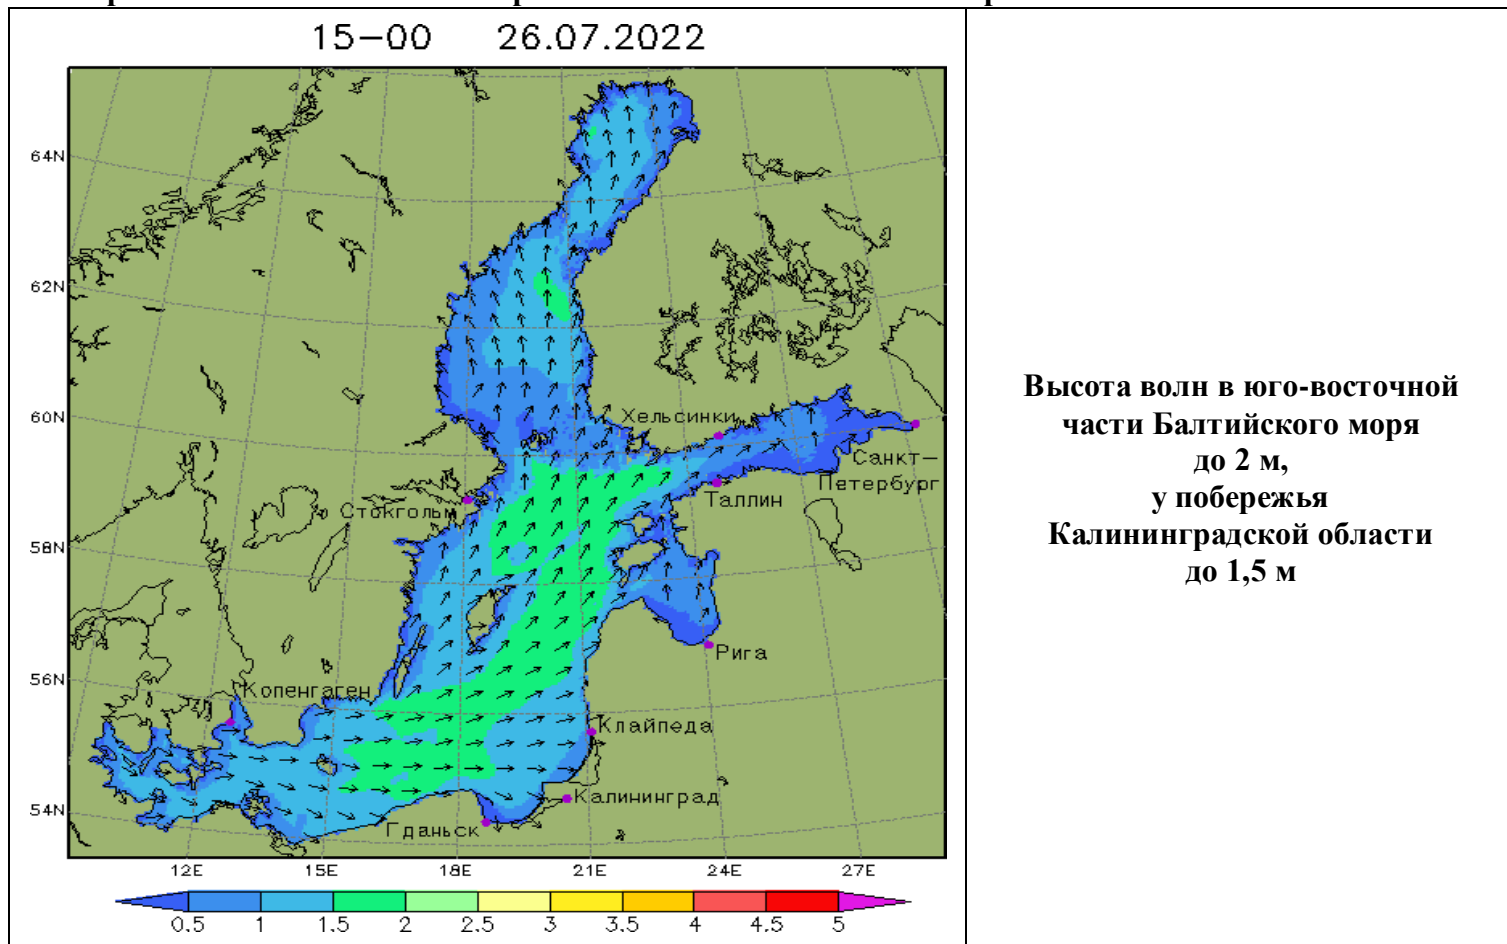 15-00 26.07.2022
64N
62N
60N
58N
56N
54N
Хельсинки
Санкт-
Петербург
Таллин
Стокгольм
Рига
Копенгаген
Клайпеда
Калининград
Гданьск
12E 15E 18E 21E 24E 27E
0.5 1 1.5 2 2.5 3 3.5 4 4.5 5
Высота волн в юго-восточной
части Балтийского моря
до 2 м,
у побережья
Калининградской области
до 1,5 м